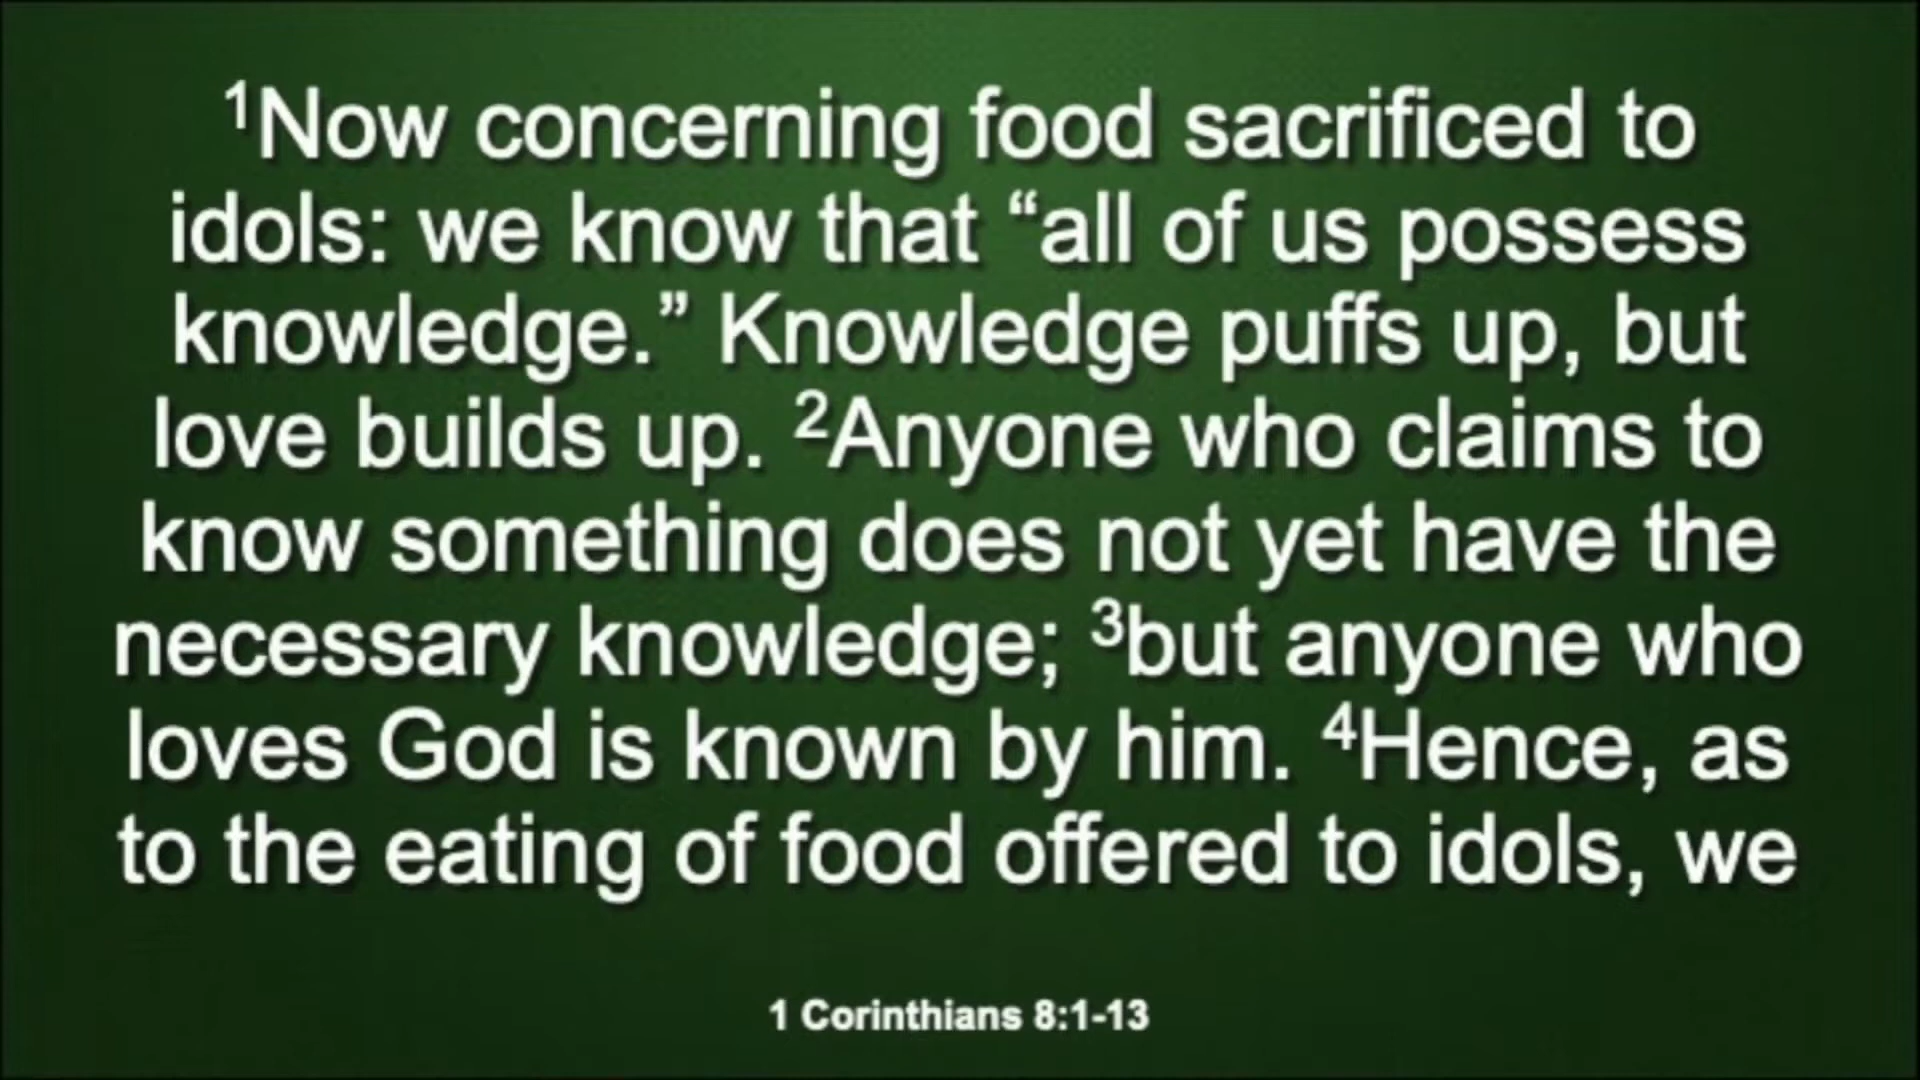 ¹Now concerning food sacrificed to
idols: we know that “all of us possess
knowledge.” Knowledge puffs up, but
love builds up. ²Anyone who claims to
know something does not yet have the
necessary knowledge; ³but anyone who
loves God is known by him. ⁴Hence, as
to the eating of food offered to idols, we
1 Corinthians 8:1-13